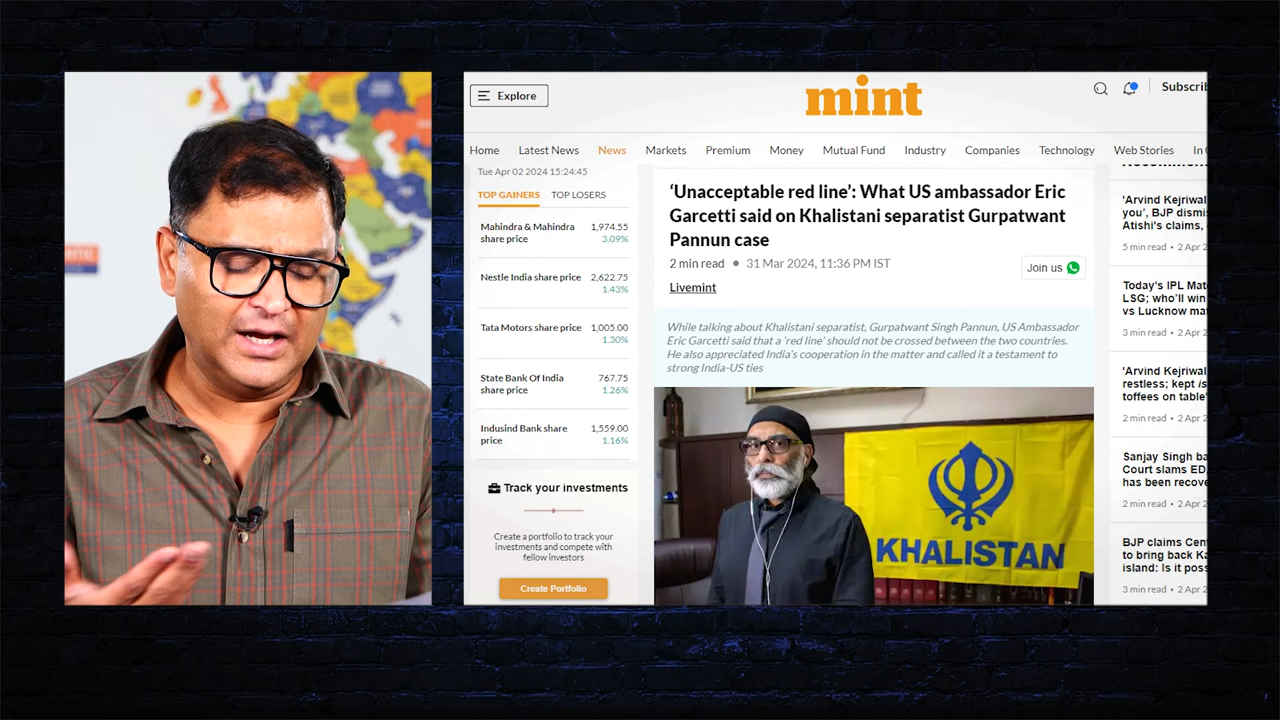 Explore
mint
Subscrib
Home Latest News News Markets Premium Money Mutual Fund Industry Companies Technology Web Stories In
Tue Apr 02 2024 15:24:45
TOP GAINERS TOP LOSERS
Mahindra & Mahindra 1,974.55
share price 3.09%
Nestle India share price 2,622.75
1.43%
Tata Motors share price 1,005.00
1.30%
State Bank Of India 767.75
share price 1.26%
Indusind Bank share 1,559.00
price 1.16%
Track your investments
Create a portfolio to track your
investments and compete with
fellow investors
Create Portfolio
‘Unacceptable red line’: What US ambassador Eric
Garcetti said on Khalistani separatist Gurpatwant
Pannun case
2 min read • 31 Mar 2024, 11:36 PM IST
Join us
Livemint
While talking about Khalistani separatist, Gurpatwant Singh Pannun, US Ambassador
Eric Garcetti said that a ‘red line’ should not be crossed between the two countries.
He also appreciated India's cooperation in the matter and called it a testament to
strong India-US ties
KHALISTAN
'Arvind Kejriwal
you', BJP dismis
Atishi's claims,
5 min read • 2 Apr 2
Today's IPL Mat
LSG; who'll win
vs Lucknow mat
3 min read • 2 Apr 2
'Arvind Kejriwal
restless; kept is
toffees on table'
2 min read • 2 Apr 2
Sanjay Singh ba
Court slams ED,
has been recove
2 min read • 2 Apr 2
BJP claims Cen
to bring back Ka
island: Is it poss
3 min read • 2 Apr 2